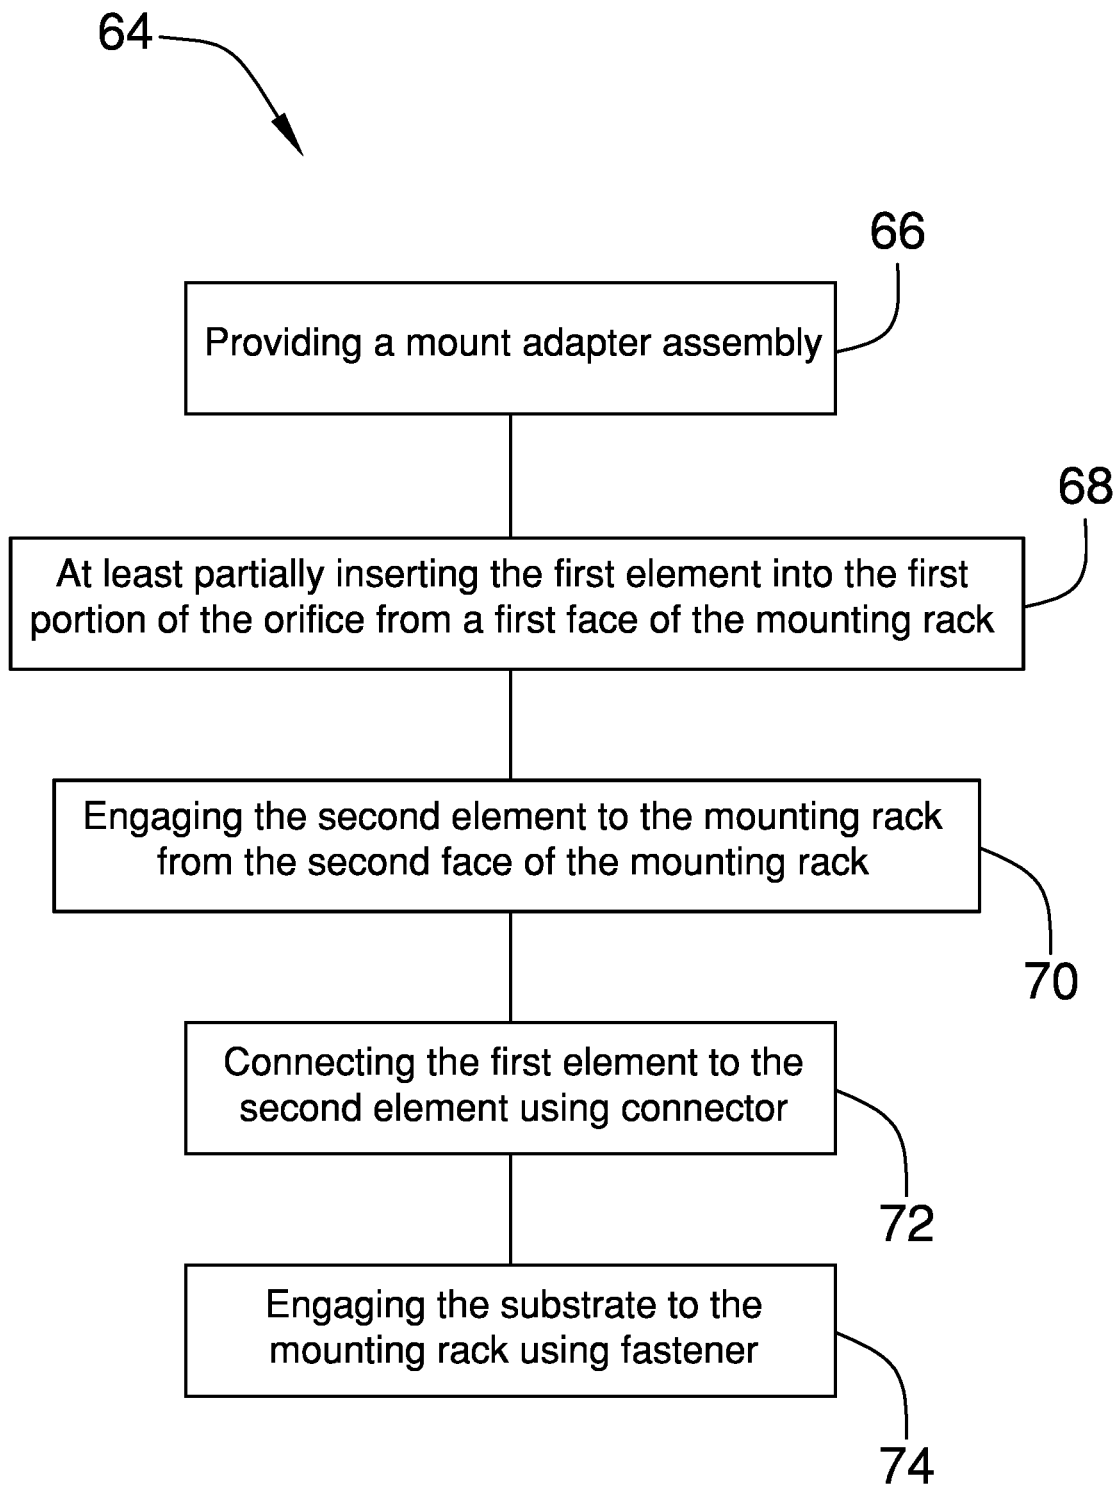 64
66
Providing a mount adapter assembly
68
At least partially inserting the first element into the first
portion of the orifice from a first face of the mounting rack
Engaging the second element to the mounting rack
from the second face of the mounting rack
70
Connecting the first element to the
second element using connector
72
Engaging the substrate to the
mounting rack using fastener
74